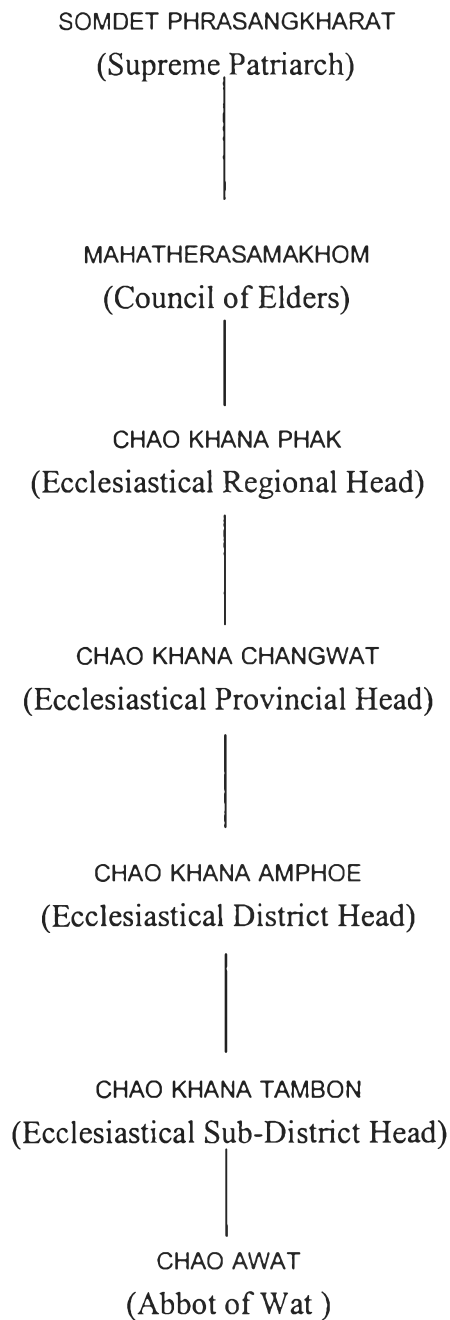 SOMDET PHRASANGKHARAT
(Supreme Patriarch)
MAHATHERASAMAKHOM
(Council of Elders)
CHAO KHANA PHAK
(Ecclesiastical Regional Head)
CHAO KHANA CHANGWAT
(Ecclesiastical Provincial Head)
CHAO KHANA AMPHOE
(Ecclesiastical District Head)
CHAO KHANA TAMBON
(Ecclesiastical Sub-District Head)
CHAO AWAT
(Abbot of Wat )